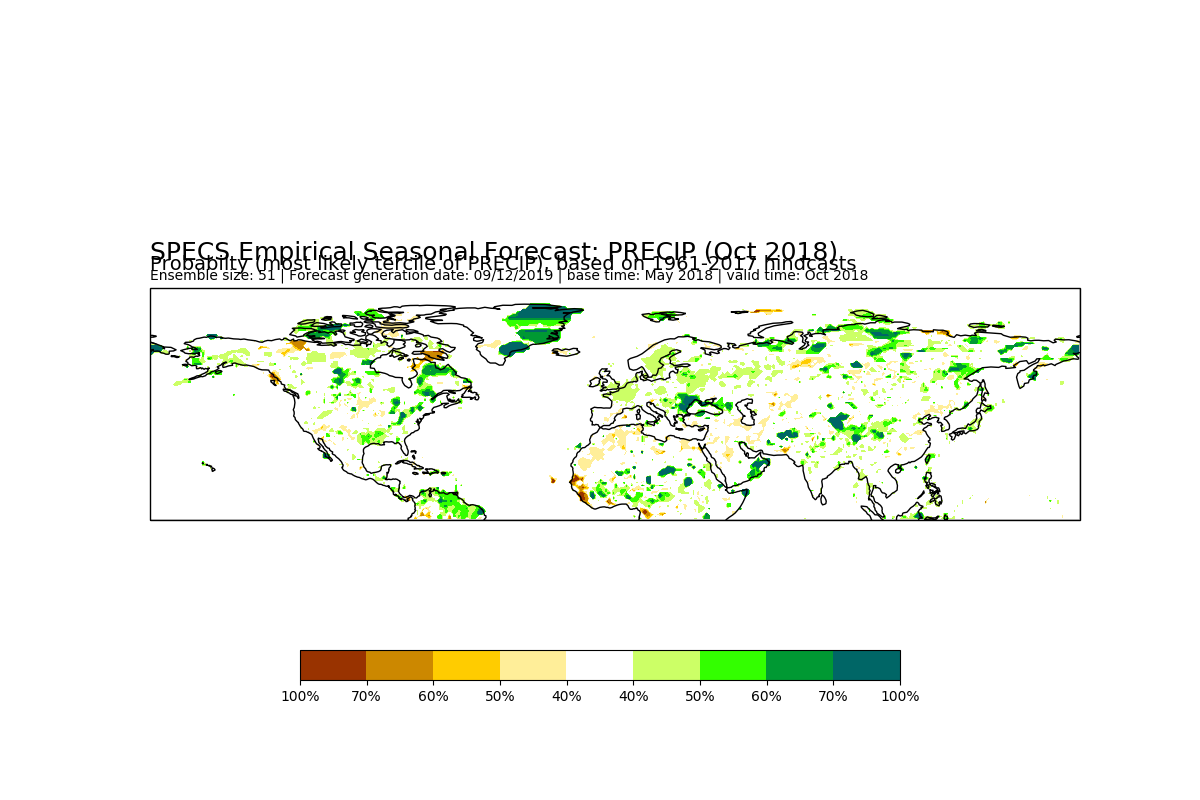 SPECS Empirical Seasonal Forecast: PRECIP (Oct 2018)
Probabilty (most likely tercile of PRECIP), based on 1961-2017 hindcasts
Ensemble size: 51 | Forecast generation date: 09/12/2019 | base time: May 2018 | valid time: Oct 2018
100% 70% 60% 50% 40% 40% 50% 60% 70% 100%